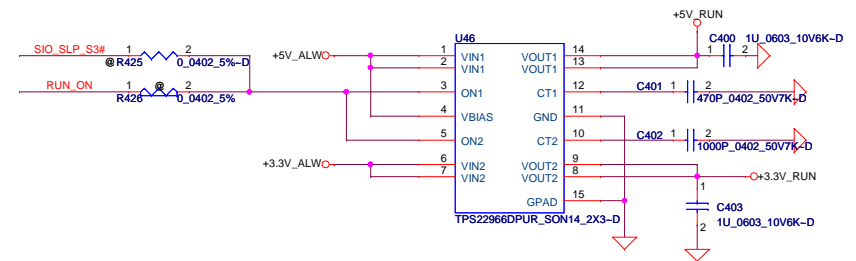 +5V_RUN
U46
C400 1U_0603_10V6K~D
SIO_SLP_S3# 1 2
@ R425 0_0402_5%~D
+5V_ALW
1 VIN1 VOUT1 14
2 VIN1 VOUT1 13
1 2
RUN_ON 1 @ 2
R426 0_0402_5%
3 ON1 CT1 12
C401 1 2
470P_0402_50V7K~D
4 VBIAS GND 11
5 ON2 CT2 10
C402 1 2
1000P_0402_50V7K~D
+3.3V_ALW
6 VIN2 VOUT2 9
7 VIN2 VOUT2 8
+3.3V_RUN
GPAD 15
1
C403
1U_0603_10V6K~D
2
TPS22966DPUR_SON14_2X3~D